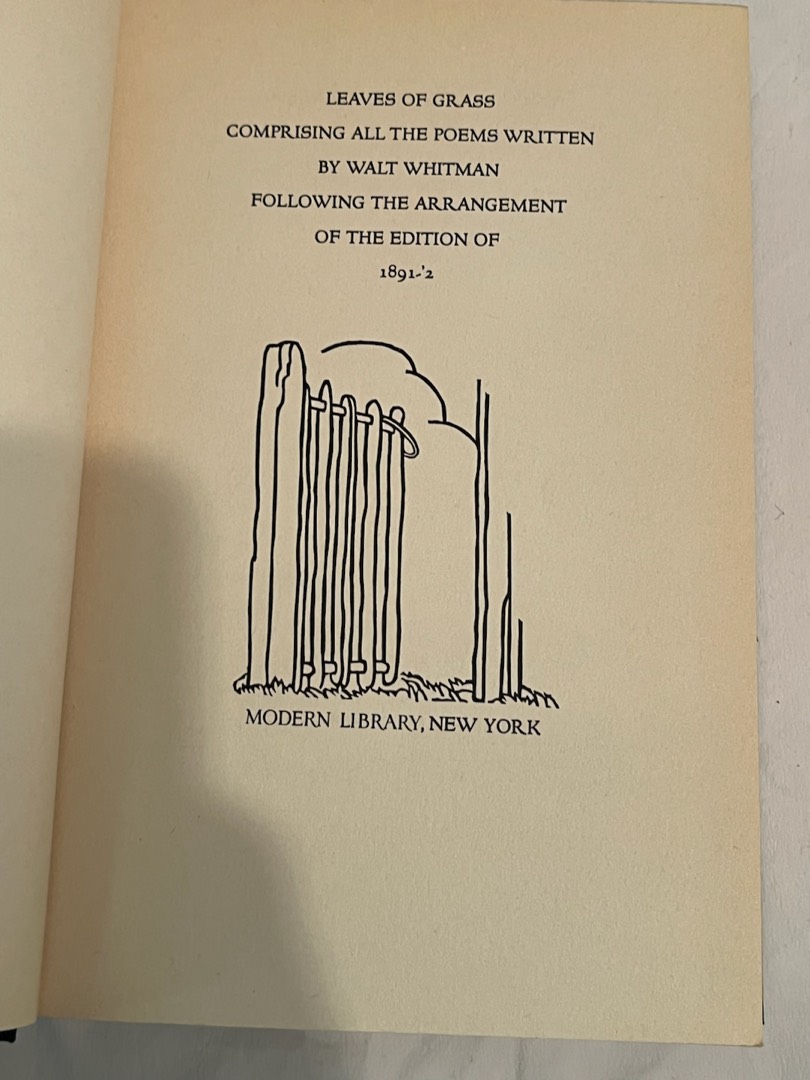 LEAVES OF GRASS
COMPRISING ALL THE POEMS WRITTEN
BY WALT WHITMAN
FOLLOWING THE ARRANGEMENT
OF THE EDITION OF
1891-'2
MODERN LIBRARY, NEW YORK